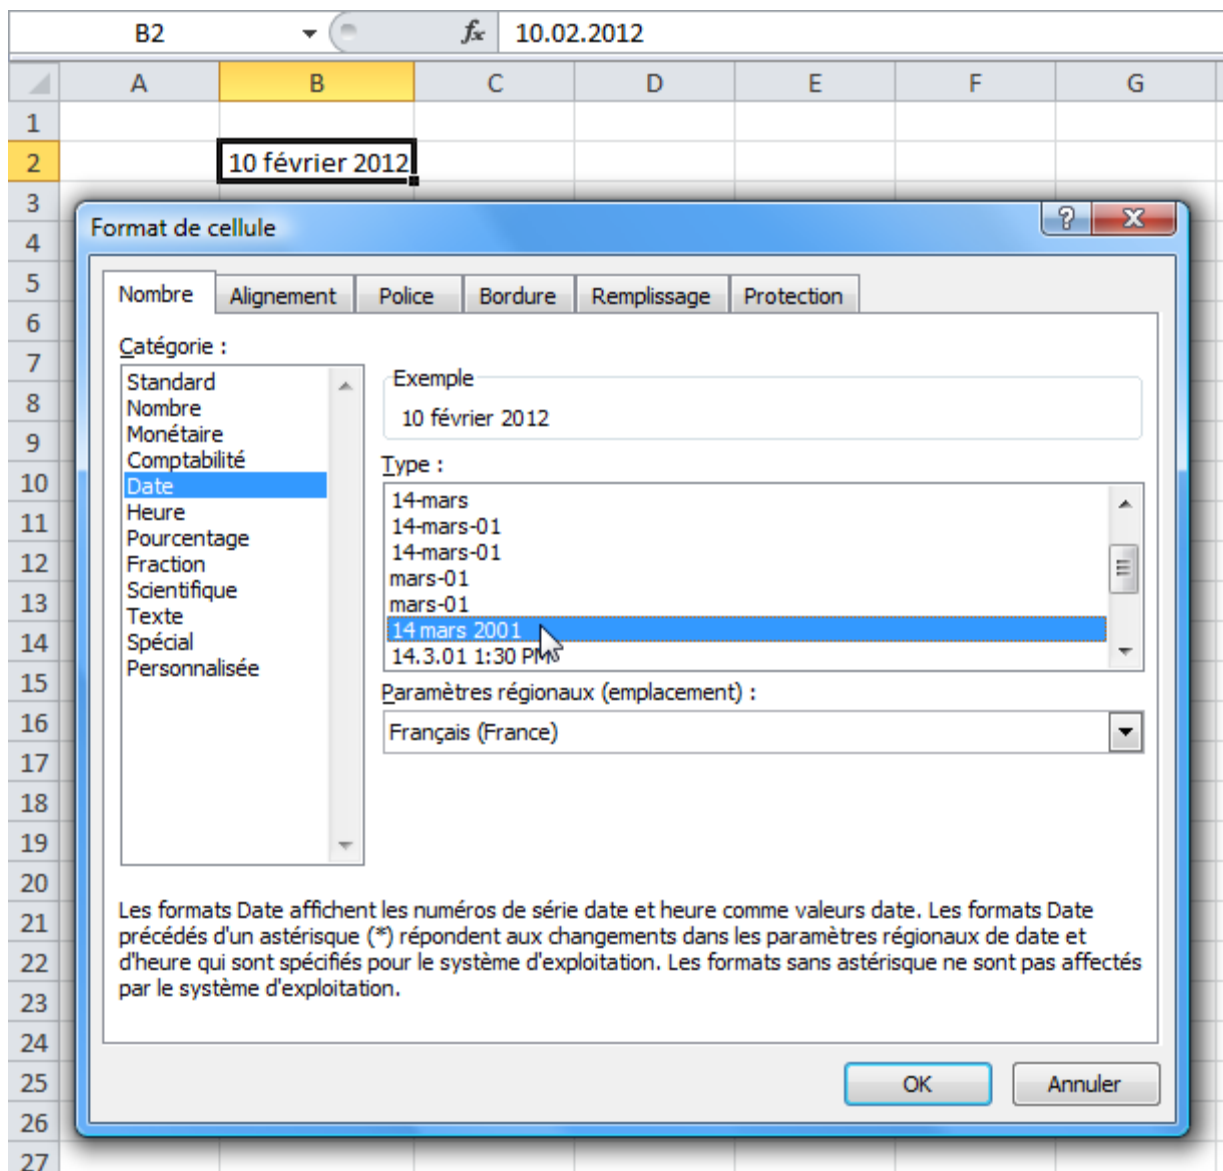 B2 fx 10.02.2012
A B C D E F G
1
2 10 février 2012
3
4
5
6
7
8
9
10
11
12
13
14
15
16
17
18
19
20
21
22
23
24
25
26
27
Format de cellule
Nombre Alignement Police Bordure Remplissage Protection
Catégorie :
Standard
Nombre
Monétaire
Comptabilité
Date
Heure
Pourcentage
Fraction
Scientifique
Texte
Spécial
Personnalisée
Exemple
10 février 2012
Type :
14-mars
14-mars-01
14-mars-01
mars-01
mars-01
14 mars 2001
14.3.01 1:30 PM
Paramètres régionaux (emplacement) :
Français (France)
Les formats Date affichent les numéros de série date et heure comme valeurs date. Les formats Date
précédés d'un astérisque (*) répondent aux changements dans les paramètres régionaux de date et
d'heure qui sont spécifiés pour le système d'exploitation. Les formats sans astérisque ne sont pas affectés
par le système d'exploitation.
OK Annuler